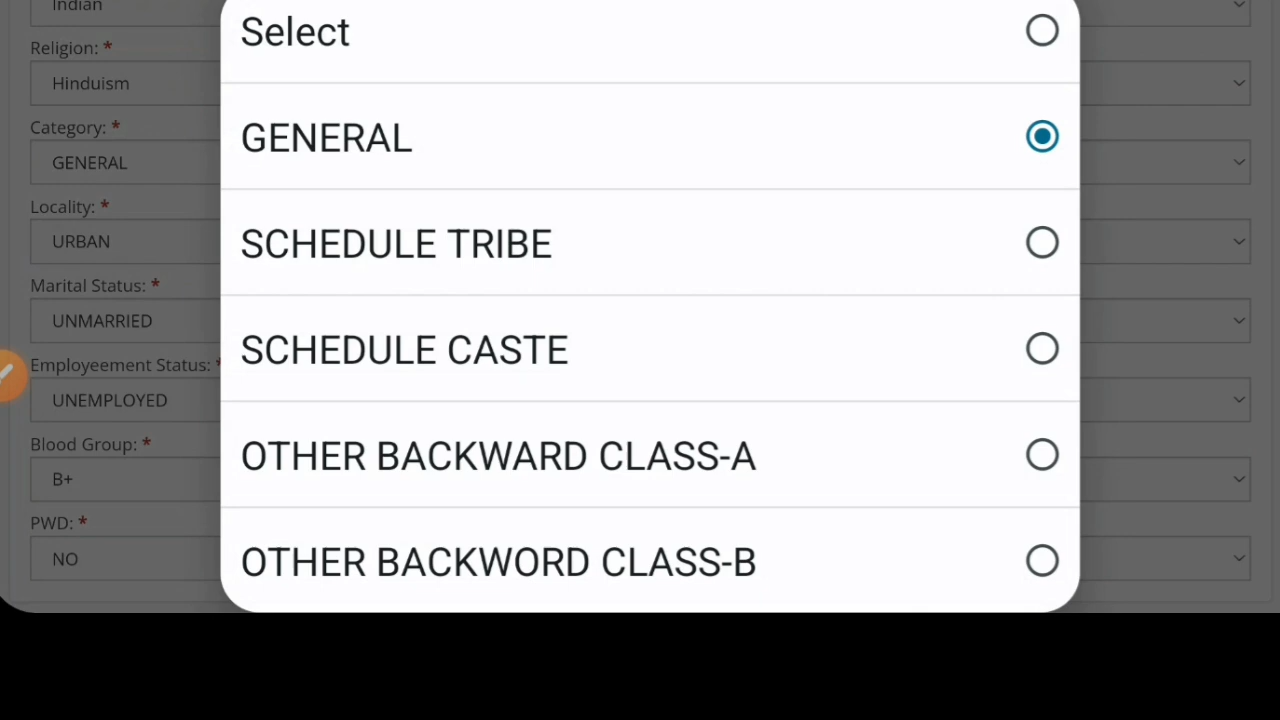 Indian
Religion: *
Hinduism
Category: *
GENERAL
Locality: *
URBAN
Marital Status: *
UNMARRIED
Employeement Status: *
UNEMPLOYED
Blood Group: *
B+
PWD: *
NO
Select
GENERAL
SCHEDULE TRIBE
SCHEDULE CASTE
OTHER BACKWARD CLASS-A
OTHER BACKWORD CLASS-B